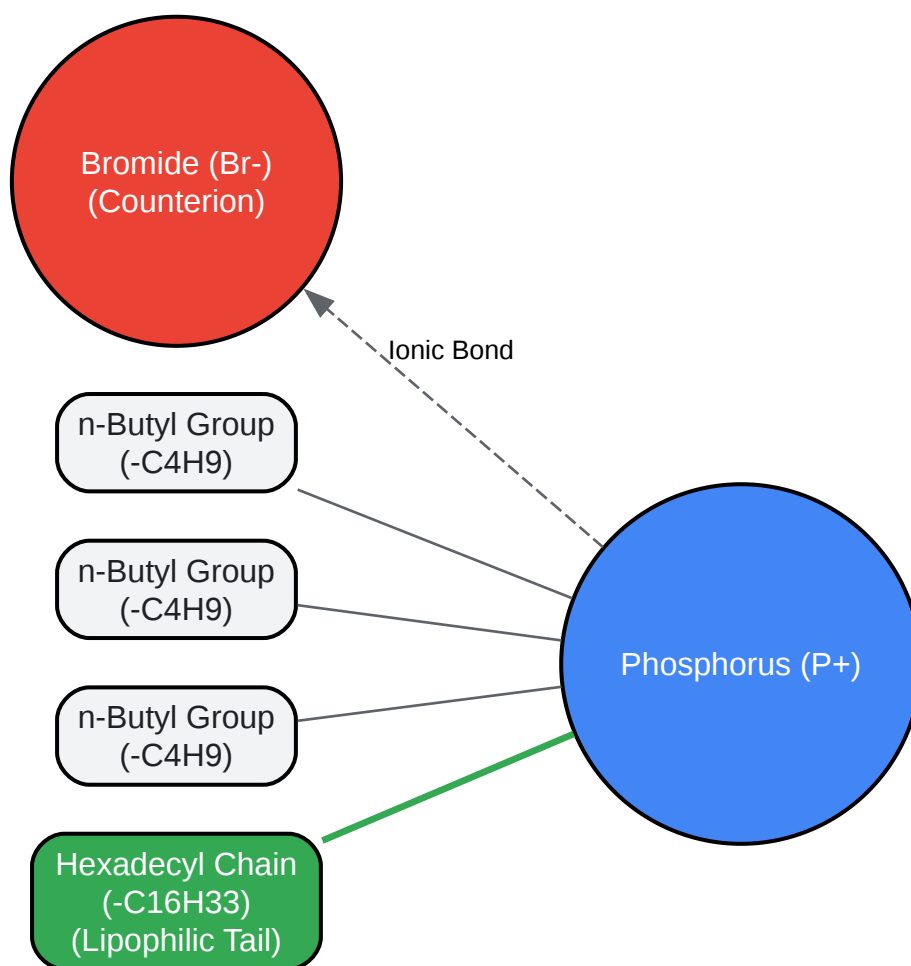 Bromide (Br-)
(Counterion)
Ionic Bond
n-Butyl Group
(-C4H9)
n-Butyl Group
(-C4H9)
Phosphorus (P+)
n-Butyl Group
(-C4H9)
Hexadecyl Chain
(-C16H33)
(Lipophilic Tail)